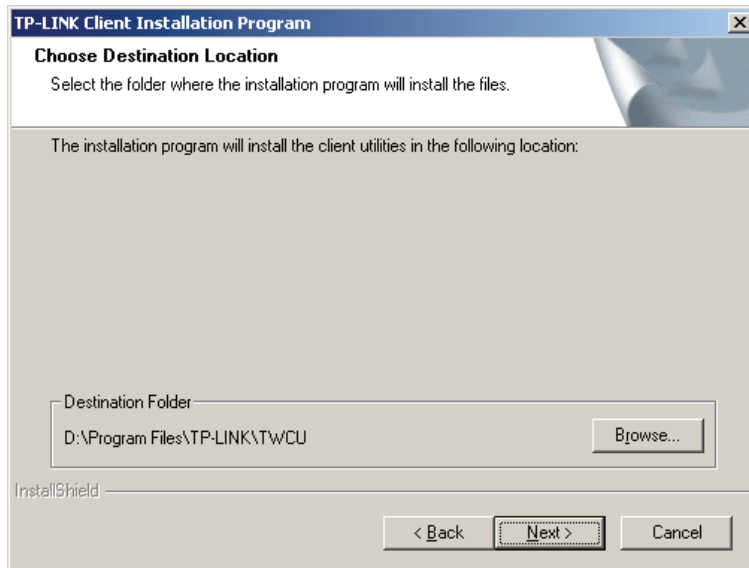 TP-LINK Client Installation Program
Choose Destination Location
Select the folder where the installation program will install the files.
The installation program will install the client utilities in the following location:
Destination Folder
D:\Program Files\TP-LINK\TWCU
Browse...
InstallShield
< Back
Next >
Cancel